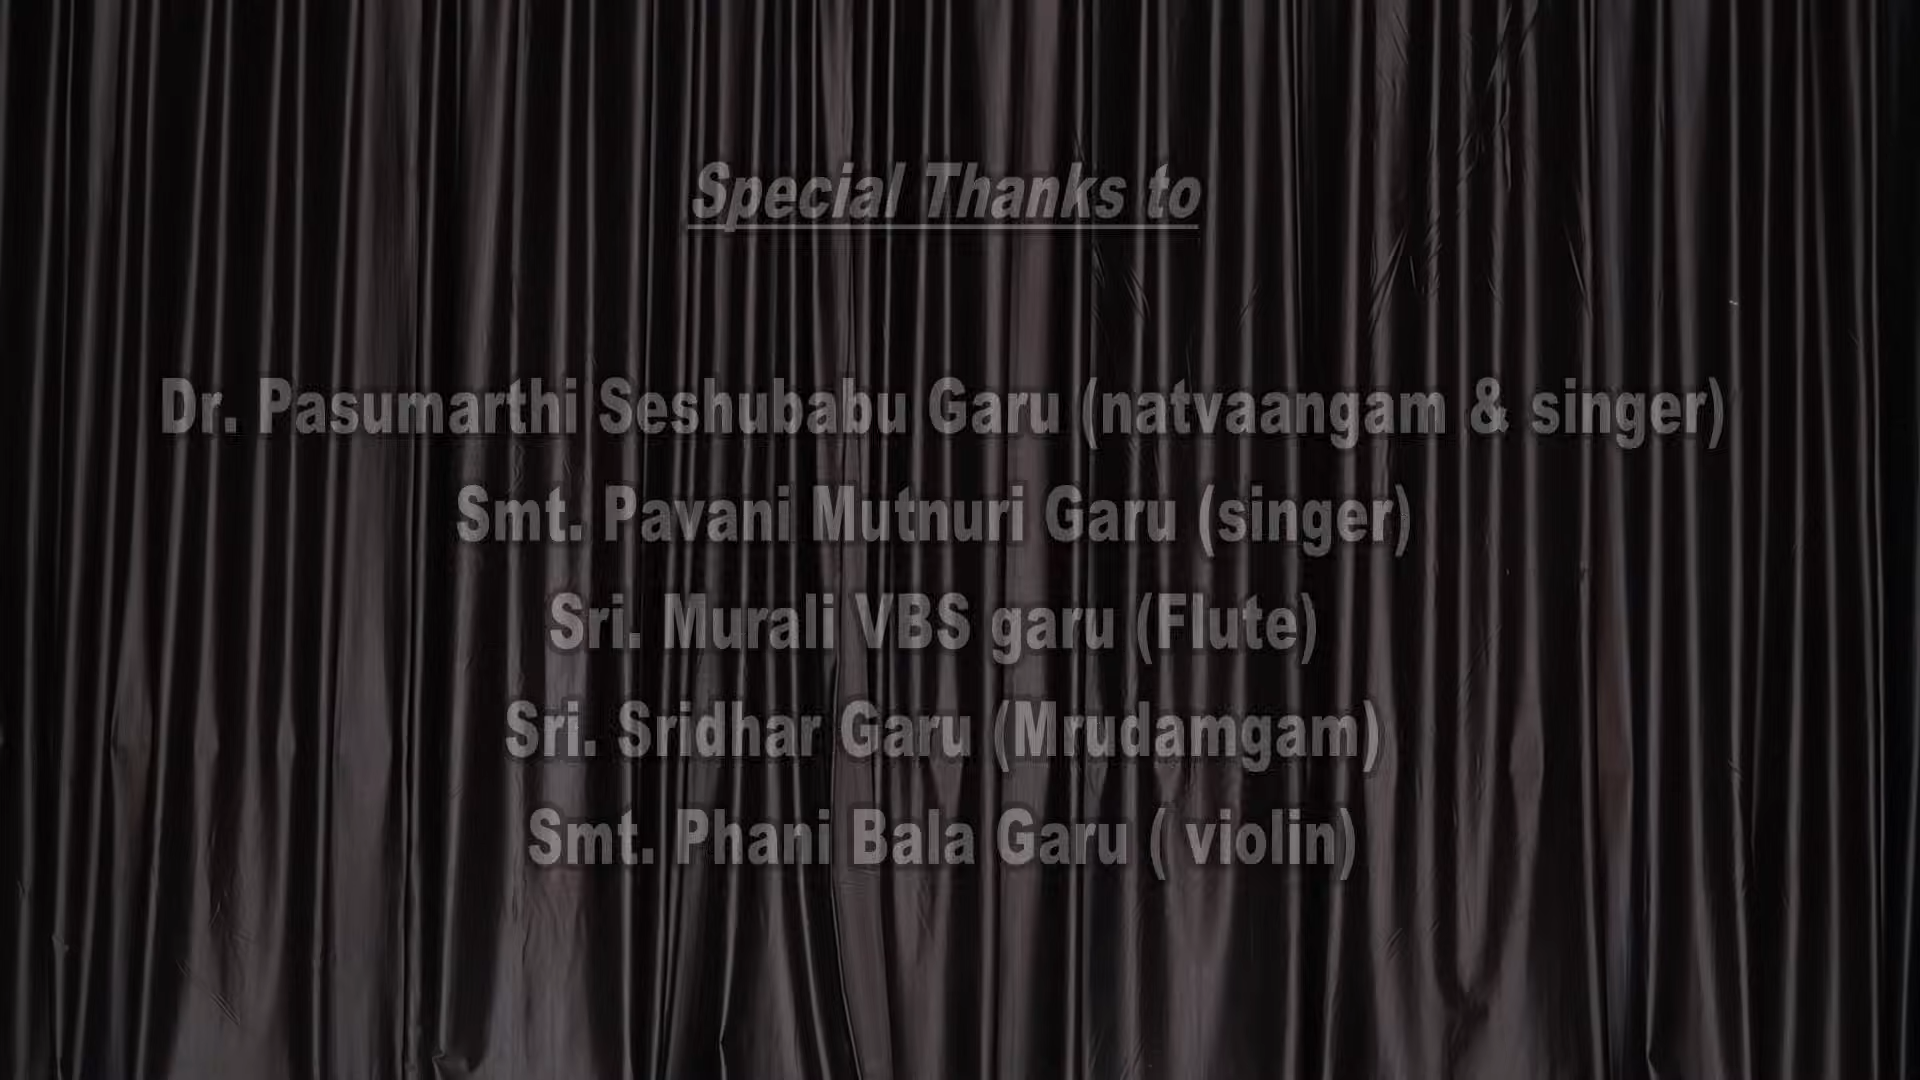 Special Thanks to
Dr. Pasumarthi Seshubabu Garu (natvaangam & singer)
Smt. Pavani Mutnuri Garu (singer)
Sri. Murali VBS garu (Flute)
Sri. Sridhar Garu (Mrudamgam)
Smt. Phani Bala Garu ( violin)